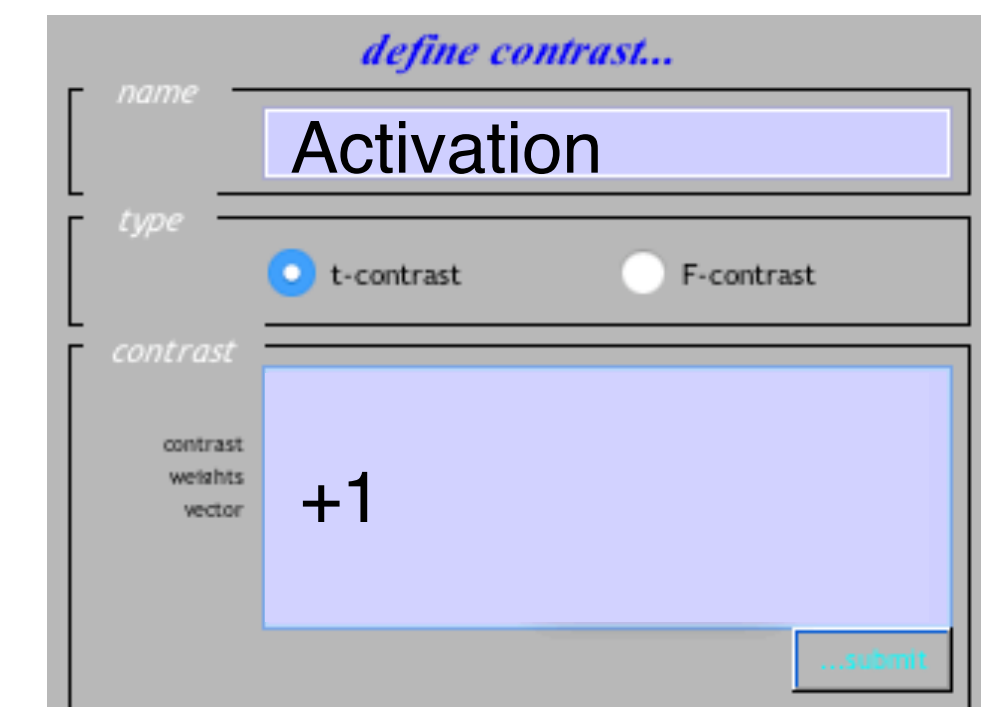 define contrast...
name
Activation
type
t-contrast
F-contrast
contrast
contrast
weights
vector
+1
...submit